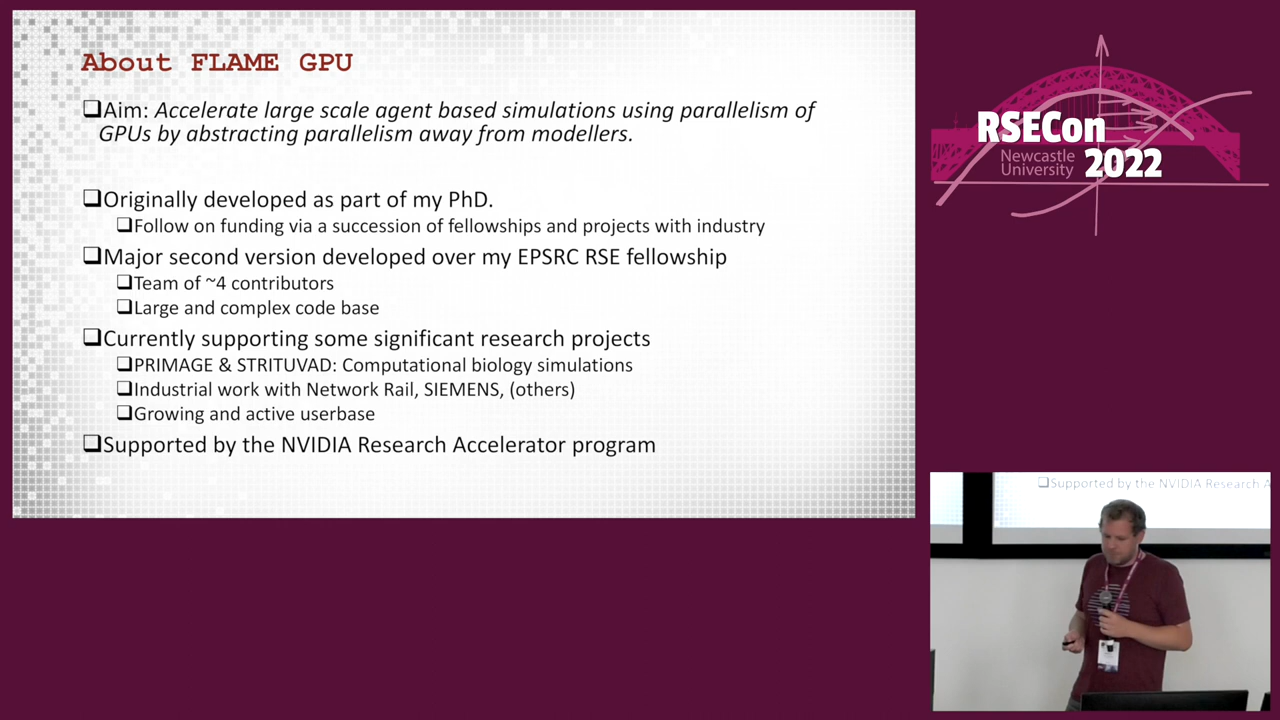 About FLAME GPU
Aim: Accelerate large scale agent based simulations using parallelism of
GPUs by abstracting parallelism away from modellers.
Originally developed as part of my PhD.
Follow on funding via a succession of fellowships and projects with industry
Major second version developed over my EPSRC RSE fellowship
Team of ~4 contributors
Large and complex code base
Currently supporting some significant research projects
PRIMAGE & STRITUVAD: Computational biology simulations
Industrial work with Network Rail, SIEMENS, (others)
Growing and active userbase
Supported by the NVIDIA Research Accelerator program
RSECon
Newcastle
University
2022
Supported by the NVIDIA Research A